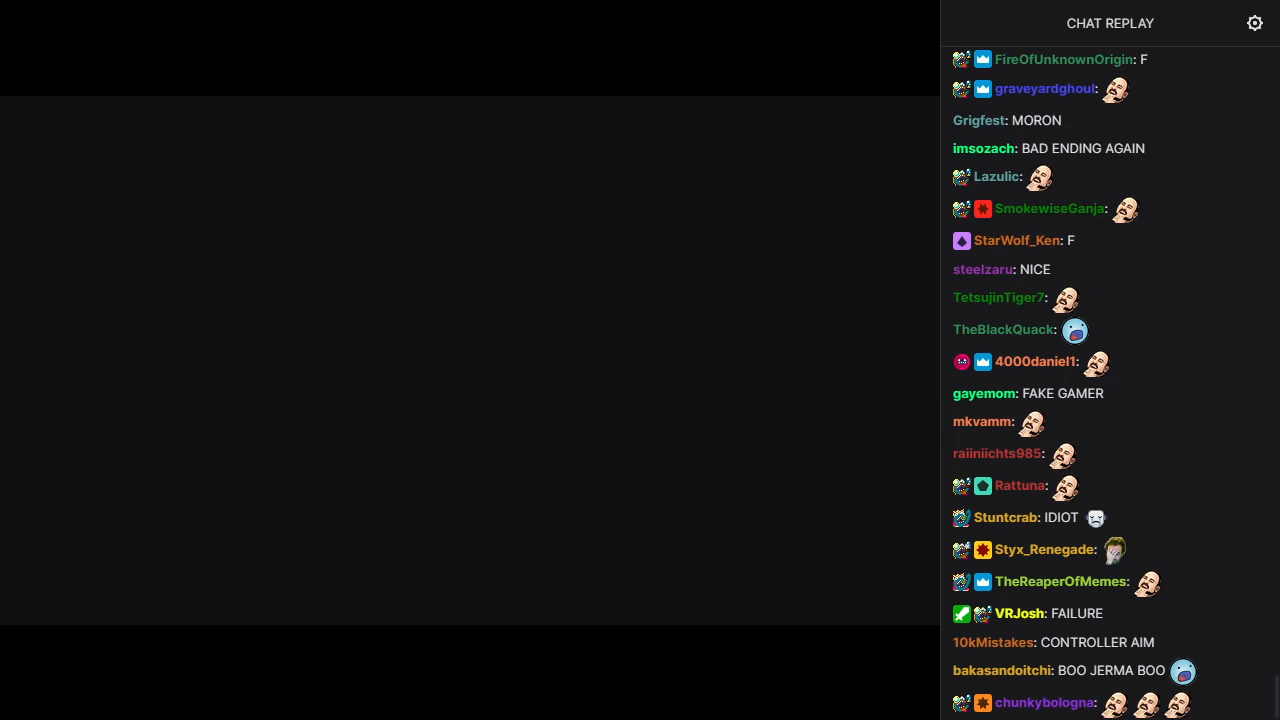 CHAT REPLAY
FireOfUnknownOrigin: F
graveyardghoul:
Grigfest: MORON
imsozach: BAD ENDING AGAIN
Lazulic:
SmokewiseGanja:
StarWolf_Ken: F
steelzaru: NICE
TetsujinTiger7:
TheBlackQuack:
4000daniel1:
gayemom: FAKE GAMER
mkvamm:
raiiniichts985:
Rattuna:
Stuntcrab: IDIOT
Styx_Renegade:
TheReaperOfMemes:
VRJosh: FAILURE
10kMistakes: CONTROLLER AIM
bakasandoitchi: BOO JERMA BOO
chunkybologna: